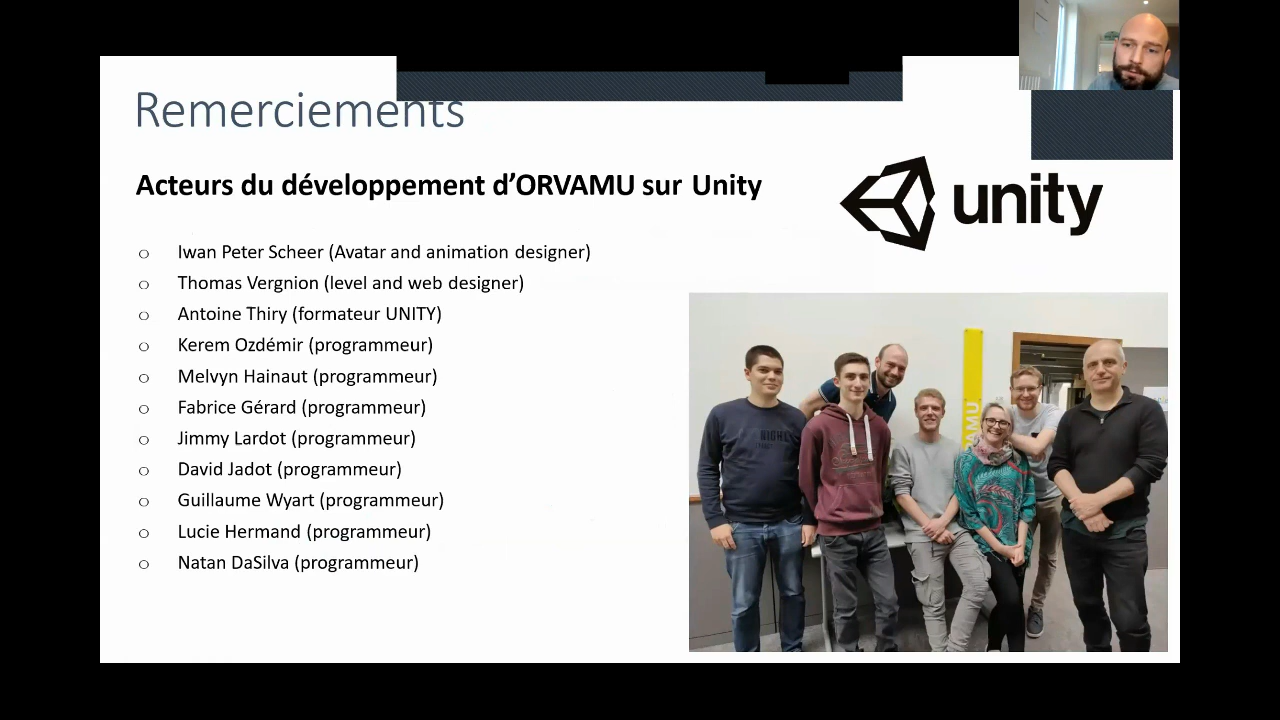 Remerciements
Acteurs du développement d'ORVAMU sur Unity
unity
Iwan Peter Scheer (Avatar and animation designer)
Thomas Vergnion (level and web designer)
Antoine Thiry (formateur UNITY)
Kerem Ozdémir (programmeur)
Melvyn Hainaut (programmeur)
Fabrice Gérard (programmeur)
Jimmy Lardot (programmeur)
David Jadot (programmeur)
Guillaume Wyart (programmeur)
Lucie Hermand (programmeur)
Natan DaSilva (programmeur)